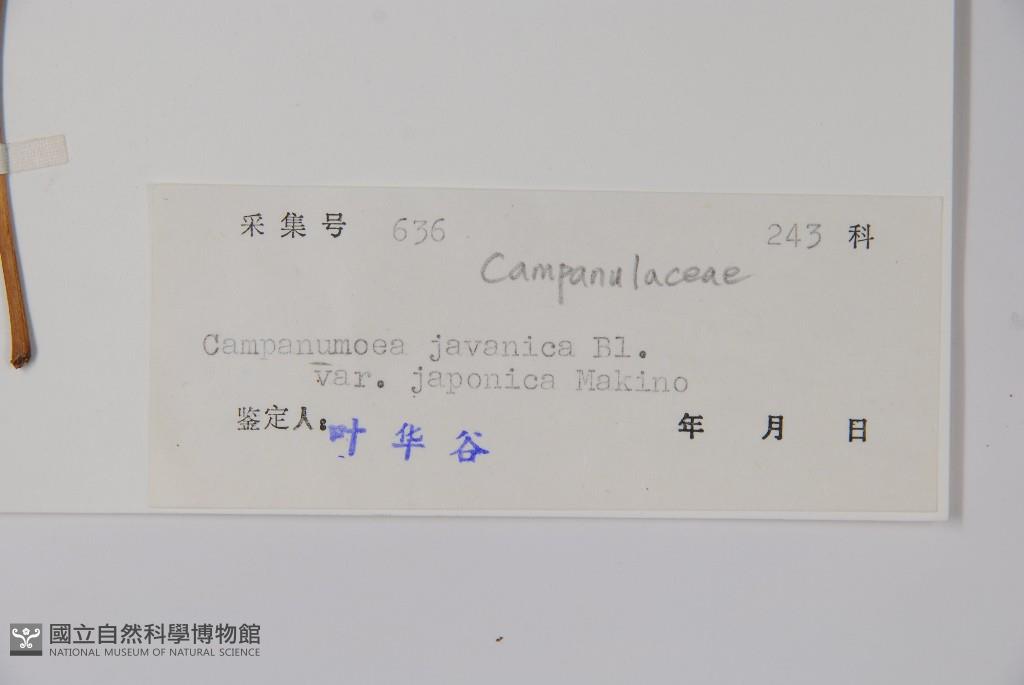 采集号 636 243 科
Campanulaceae
Campanumoea javanica Bl.
var. japonica Makino
鉴定人: 叶华谷 年 月 日
國立自然科學博物館
NATIONAL MUSEUM OF NATURAL SCIENCE